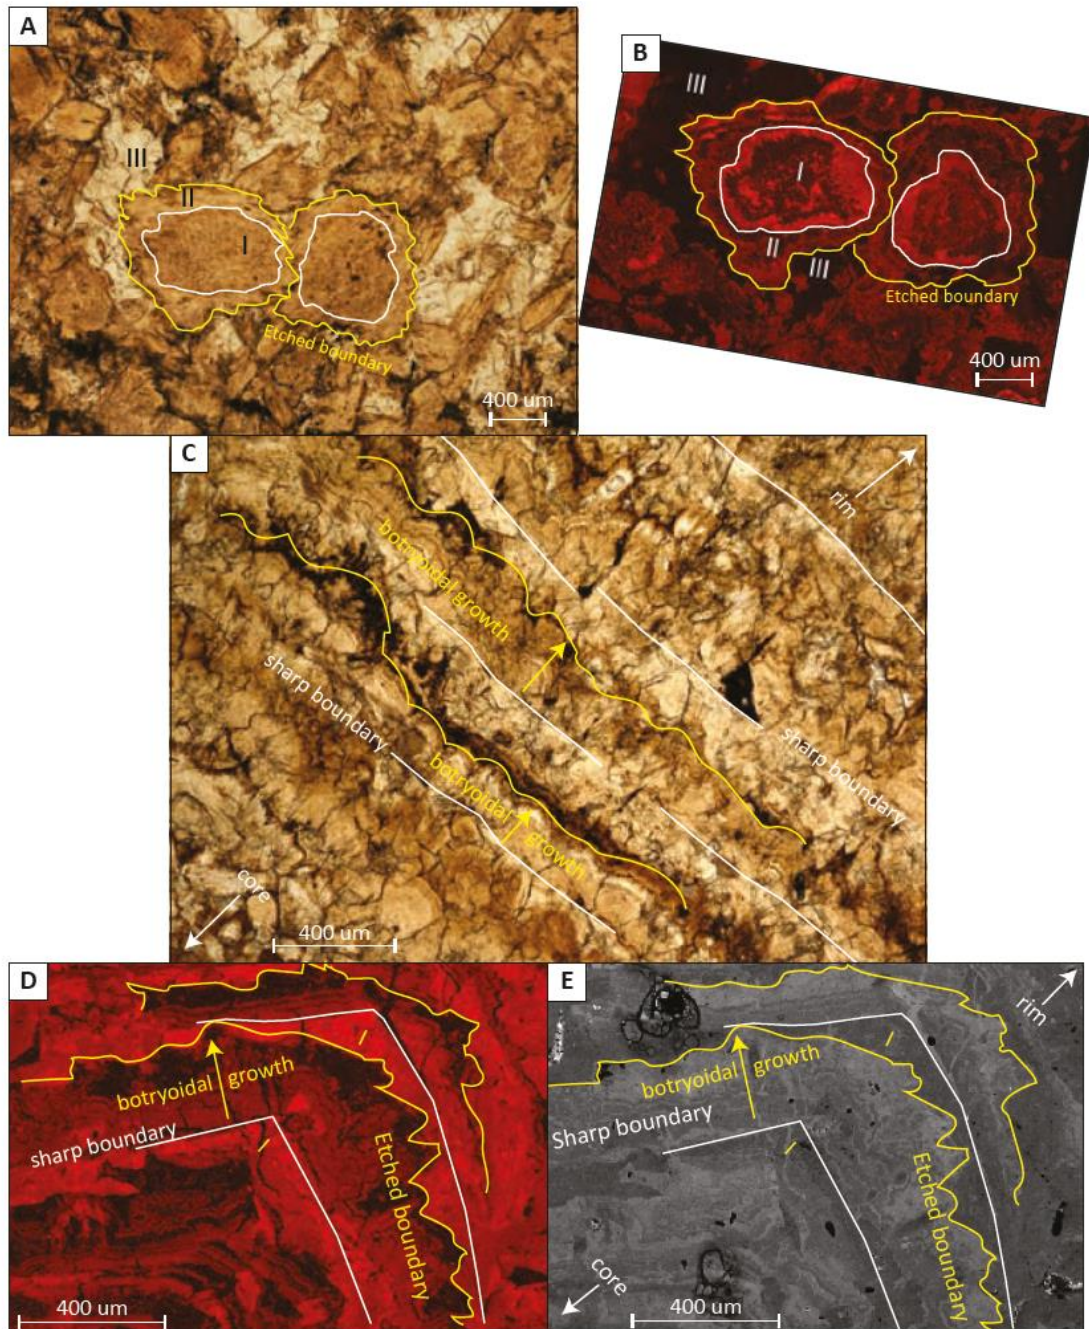 A
III
II
I
Etched boundary
400 um
B
III
I
II
III
Etched boundary
400 um
C
rim
botryoidal growth
sharp boundary
sharp boundary
botryoidal growth
core
400 um
D
botryoidal growth
sharp boundary
Etched boundary
400 um
E
rim
botryoidal growth
Sharp boundary
Etched boundary
core
400 um